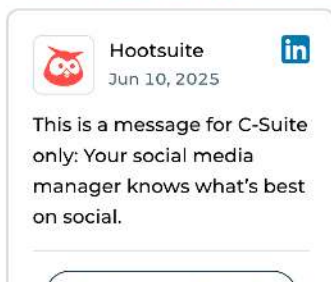 Hootsuite
in
Jun 10, 2025
This is a message for C-Suite
only: Your social media
manager knows what's best
on social.